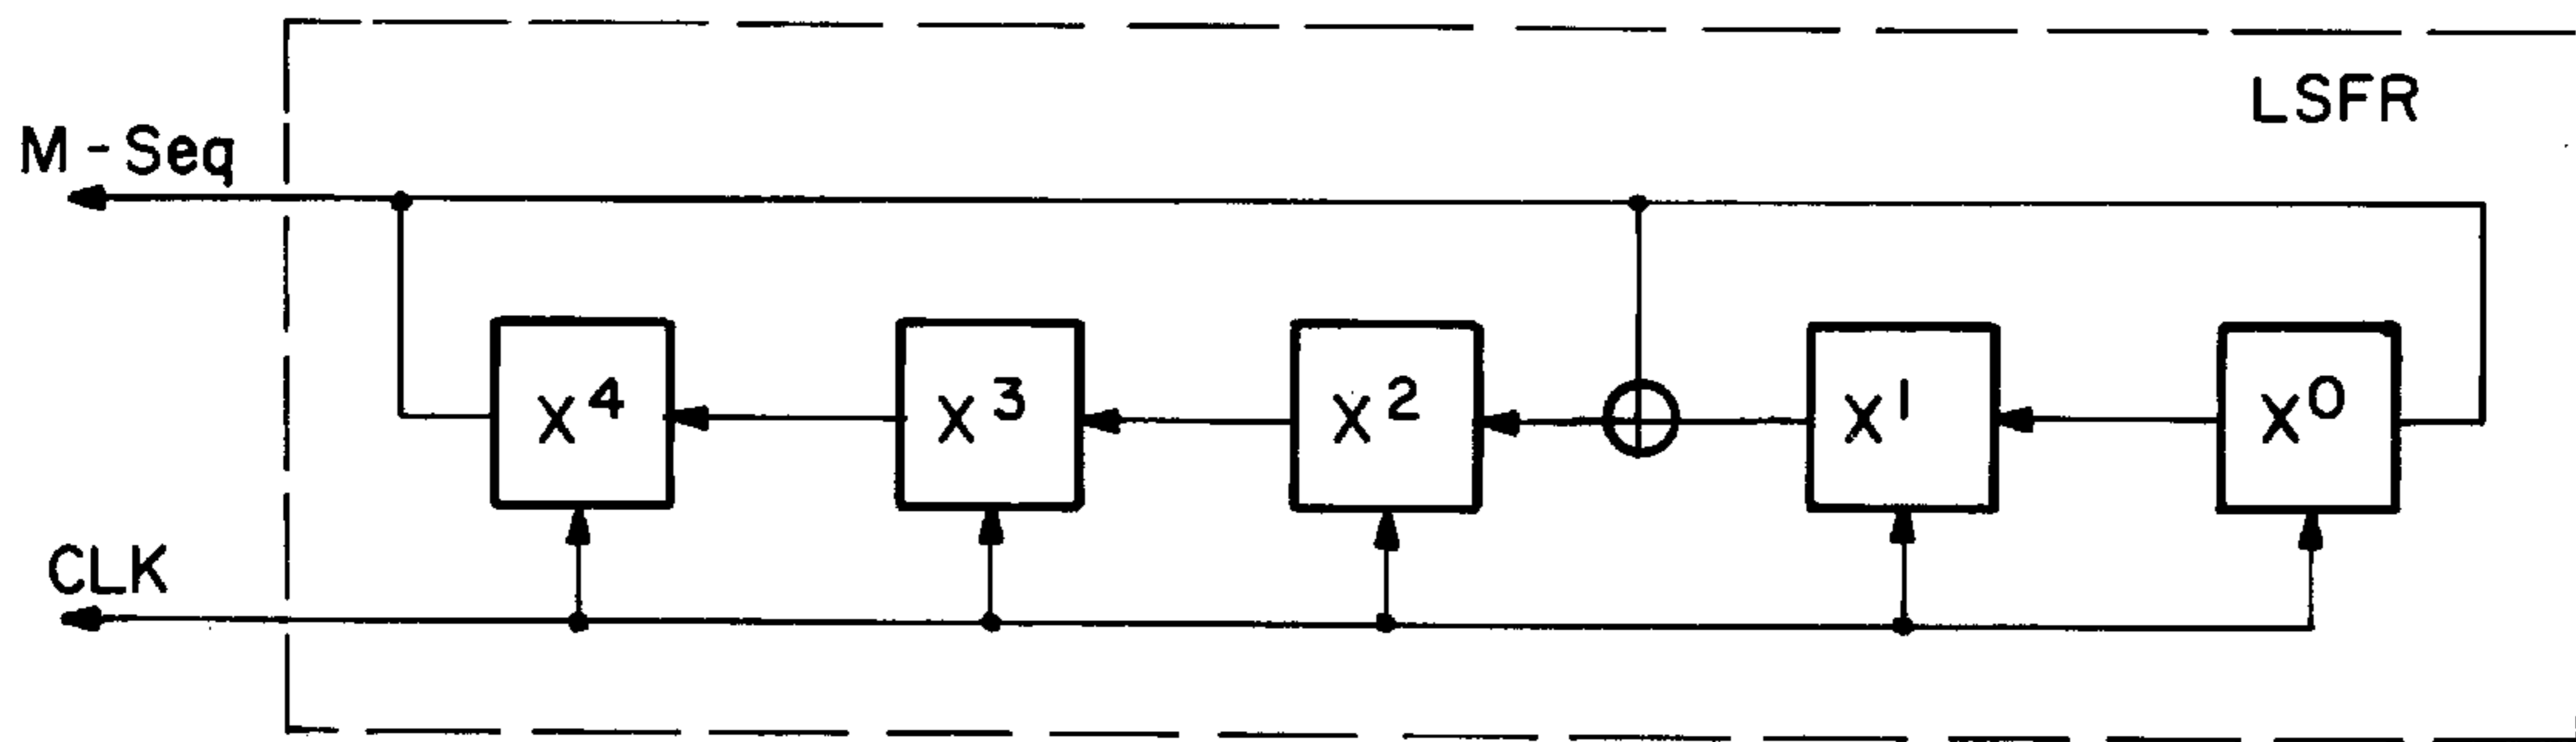 LSFR
M-Seq
X⁴ X³ X² X¹ X⁰
CLK